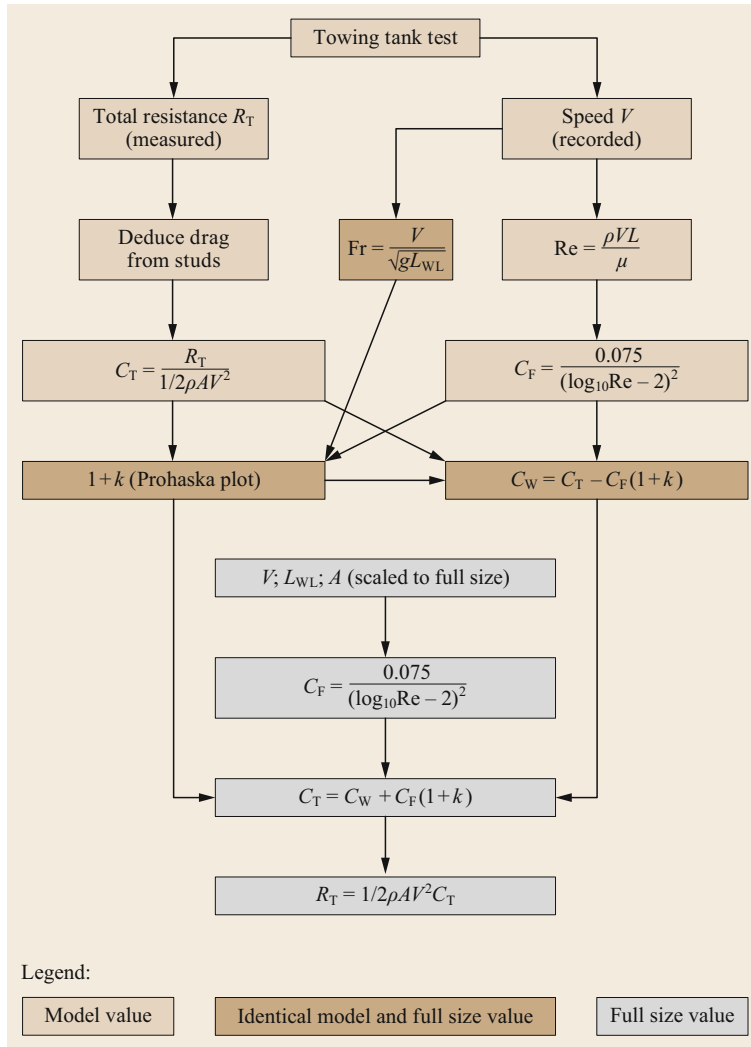 Towing tank test
Total resistance R_T
(measured)
Speed V
(recorded)
Deduce drag
from studs
Fr = V/√(gL_WL)
Re = ρVL/μ
C_T = R_T/(1/2ρAV²)
C_F = 0.075/(log₁₀Re – 2)²
1 + k (Prohaska plot)
C_W = C_T – C_F(1 + k)
V; L_WL; A (scaled to full size)
C_F = 0.075/(log₁₀Re – 2)²
C_T = C_W + C_F(1 + k)
R_T = 1/2ρAV²C_T
Legend:
Model value
Identical model and full size value
Full size value